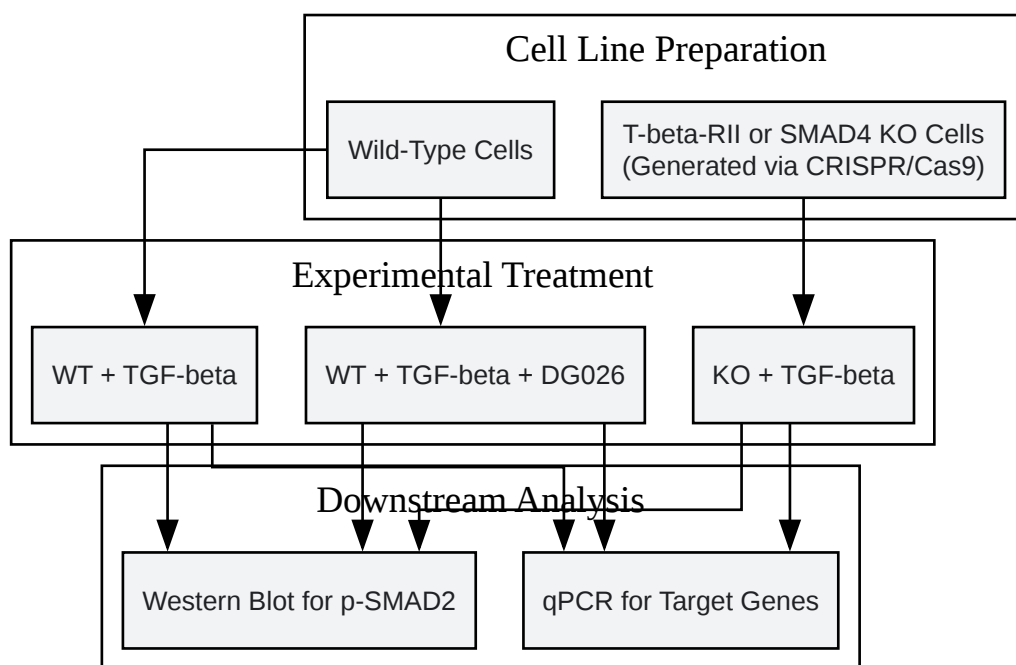 Cell Line Preparation
Wild-Type Cells
T-beta-RII or SMAD4 KO Cells
(Generated via CRISPR/Cas9)
Experimental Treatment
WT + TGF-beta
WT + TGF-beta + DG026
KO + TGF-beta
Downstream Analysis
Western Blot for p-SMAD2
qPCR for Target Genes